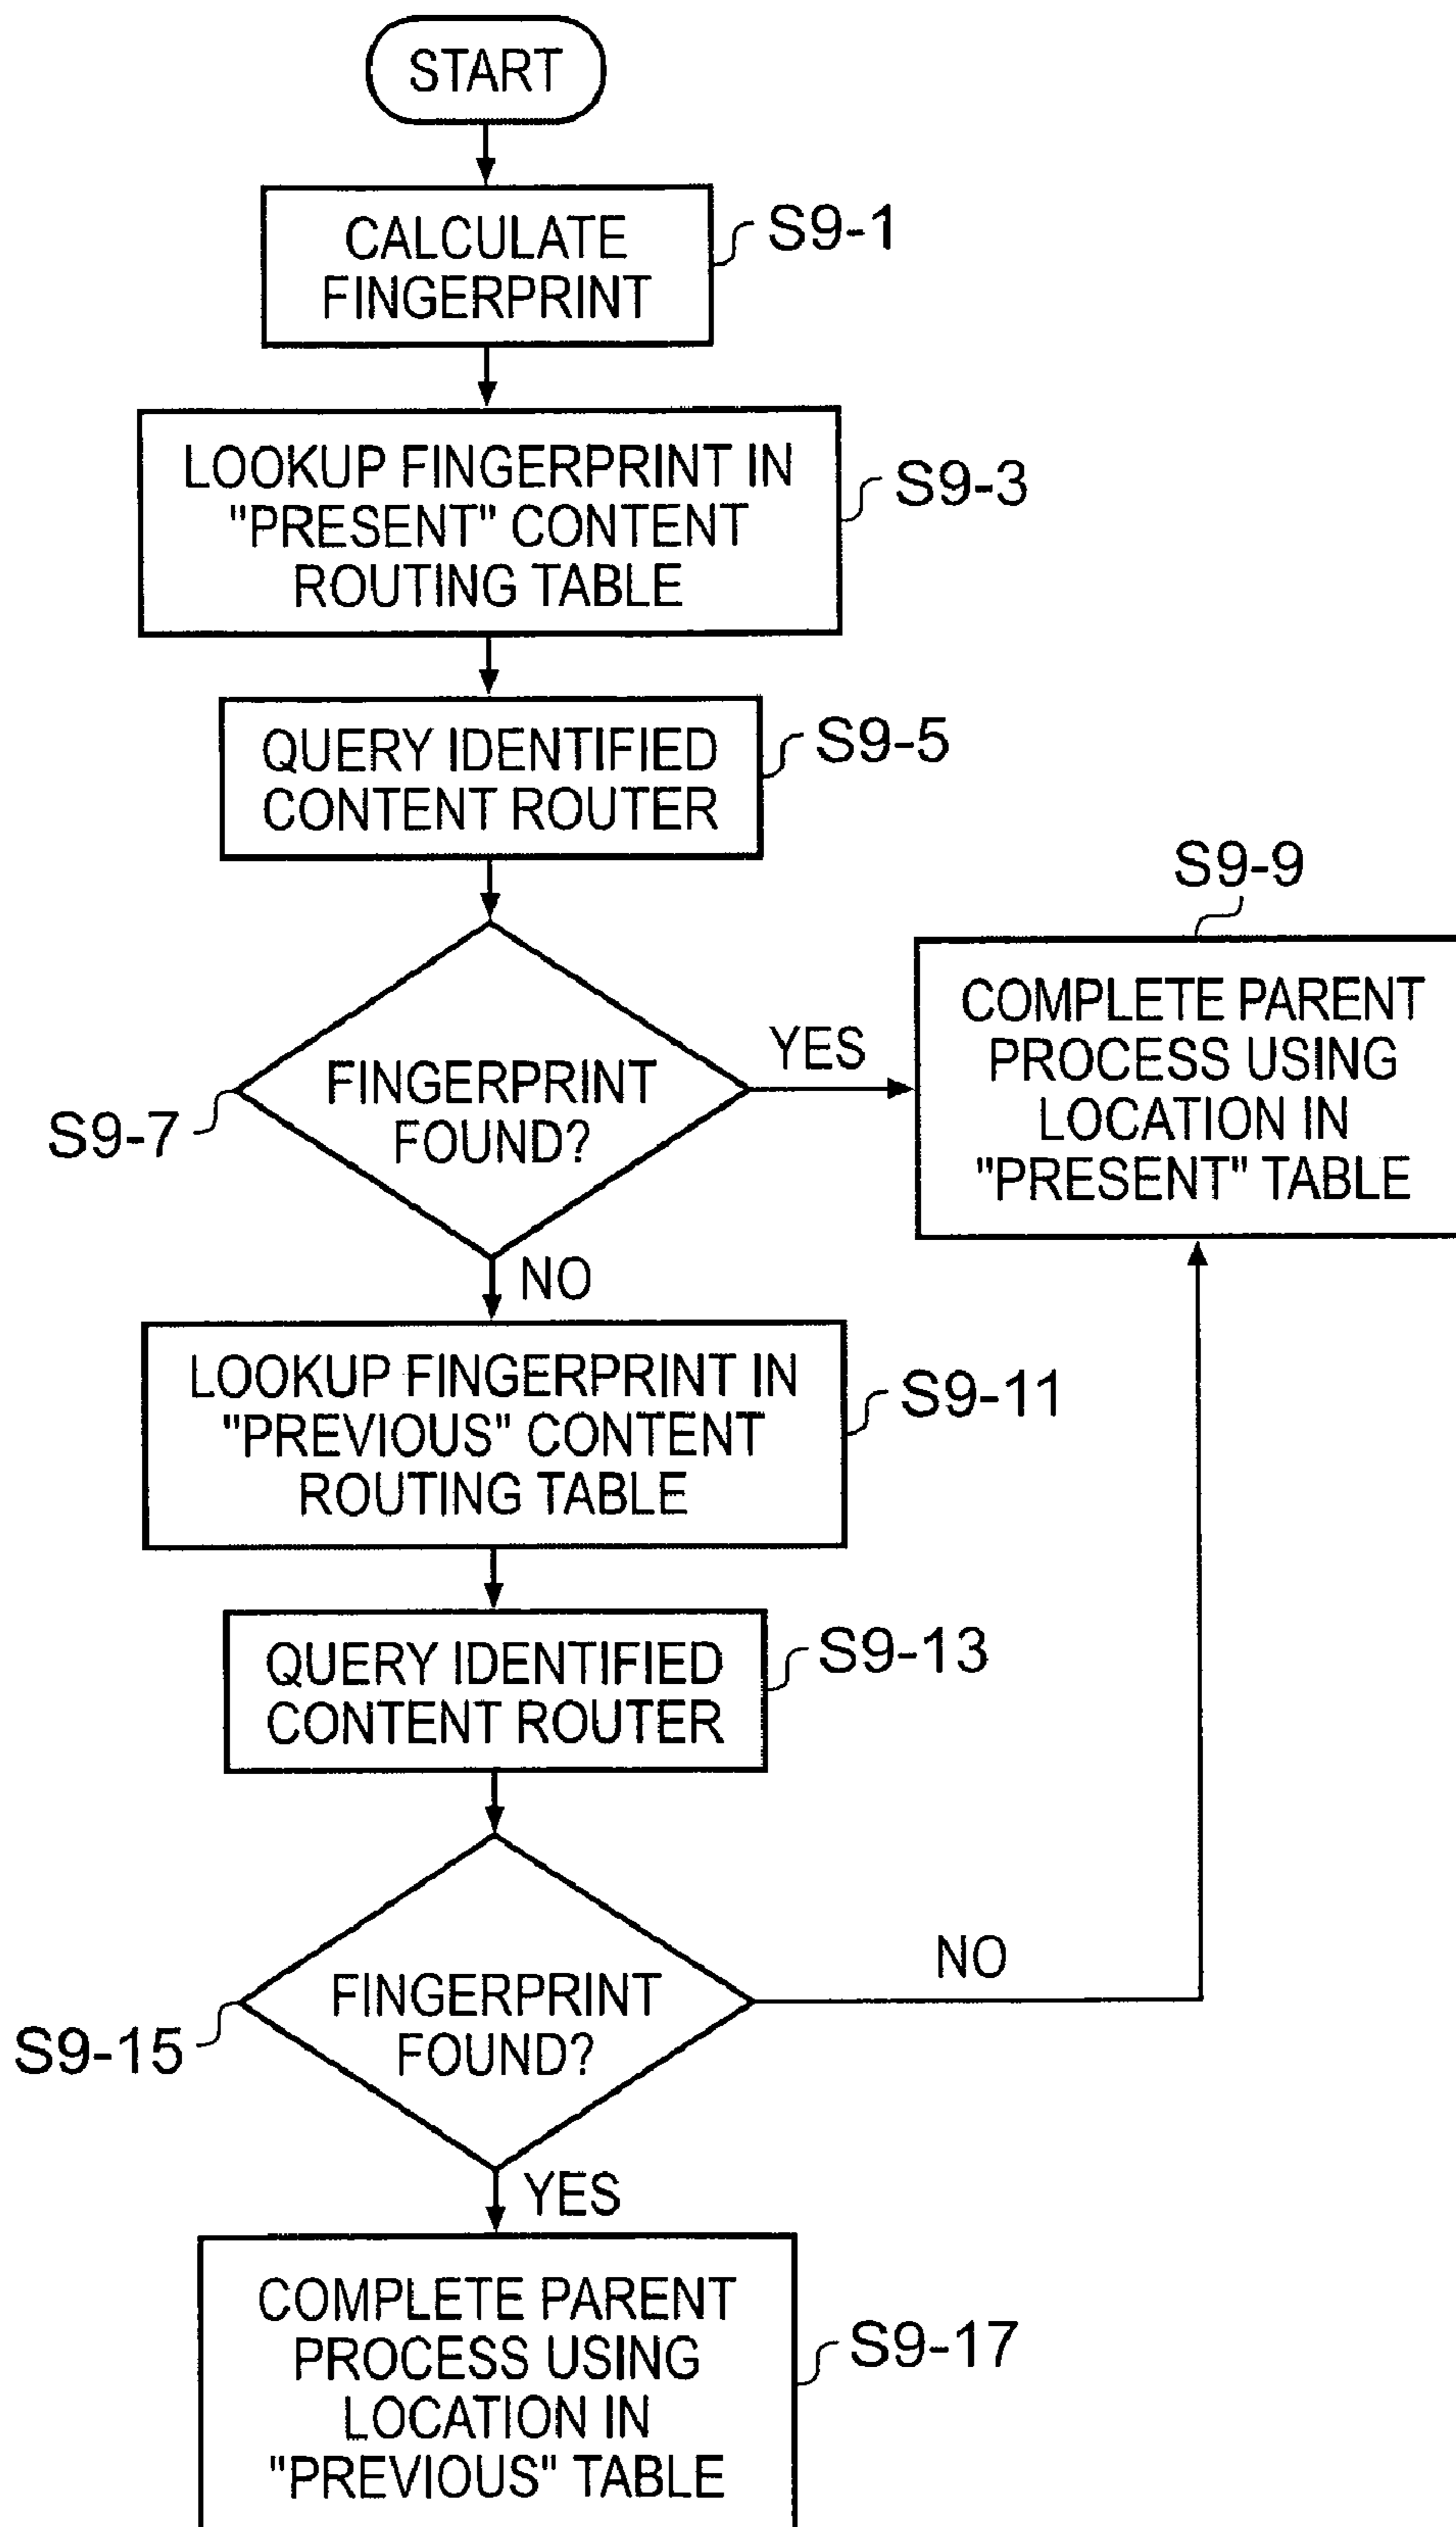 START
CALCULATE
FINGERPRINT
S9-1
LOOKUP FINGERPRINT IN
"PRESENT" CONTENT
ROUTING TABLE
S9-3
QUERY IDENTIFIED
CONTENT ROUTER
S9-5
FINGERPRINT
FOUND?
S9-7
YES
S9-9
COMPLETE PARENT
PROCESS USING
LOCATION IN
"PRESENT" TABLE
NO
LOOKUP FINGERPRINT IN
"PREVIOUS" CONTENT
ROUTING TABLE
S9-11
QUERY IDENTIFIED
CONTENT ROUTER
S9-13
FINGERPRINT
FOUND?
S9-15
NO
YES
COMPLETE PARENT
PROCESS USING
LOCATION IN
"PREVIOUS" TABLE
S9-17